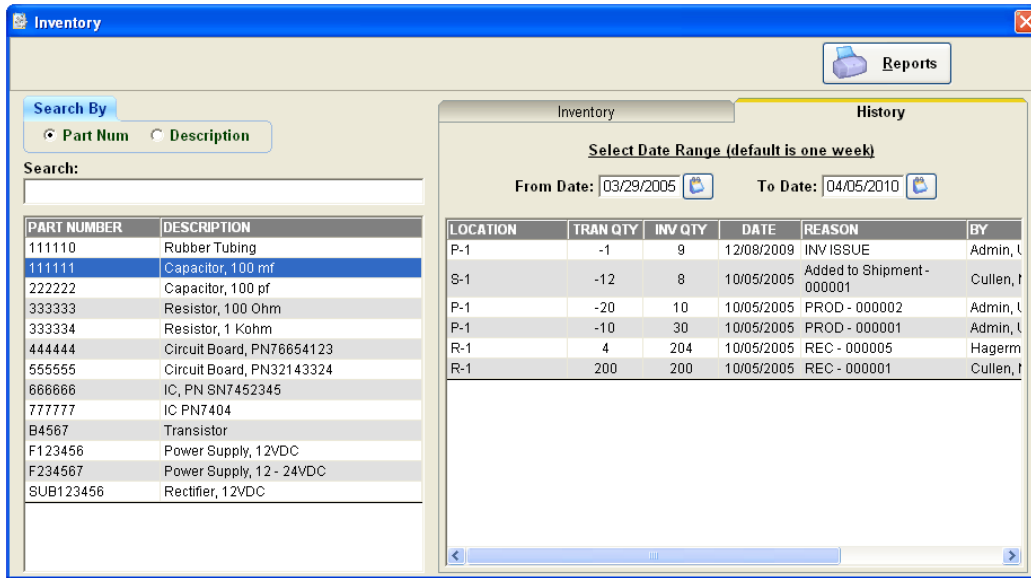 Inventory
Reports
Search By
Part Num Description
Search:
PART NUMBER DESCRIPTION
111110 Rubber Tubing
111111 Capacitor, 100 mf
222222 Capacitor, 100 pf
333333 Resistor, 100 Ohm
333334 Resistor, 1 Kohm
444444 Circuit Board, PN76654123
555555 Circuit Board, PN32143324
666666 IC, PN SN7452345
777777 IC PN7404
B4567 Transistor
F123456 Power Supply, 12VDC
F234567 Power Supply, 12 - 24VDC
SUB123456 Rectifier, 12VDC
Inventory History
Select Date Range (default is one week)
From Date: 03/29/2005 To Date: 04/05/2010
LOCATION TRAN QTY INV QTY DATE REASON BY
P-1 -1 9 12/08/2009 INV ISSUE Admin,
S-1 -12 8 10/05/2005 Added to Shipment - 000001 Cullen,
P-1 -20 10 10/05/2005 PROD - 000002 Admin,
P-1 -10 30 10/05/2005 PROD - 000001 Admin,
R-1 4 204 10/05/2005 REC - 000005 Hagerm
R-1 200 200 10/05/2005 REC - 000001 Cullen,